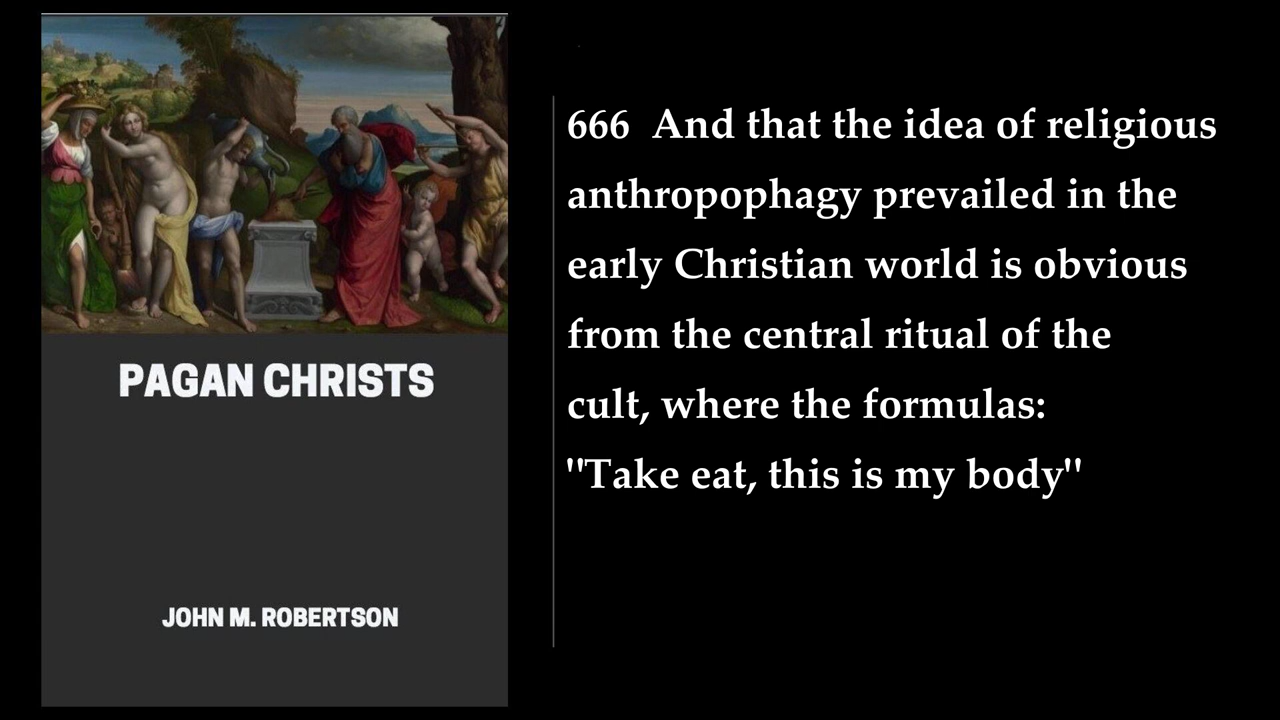 PAGAN CHRISTS
JOHN M. ROBERTSON
666 And that the idea of religious
anthropophagy prevailed in the
early Christian world is obvious
from the central ritual of the
cult, where the formulas:
"Take eat, this is my body"